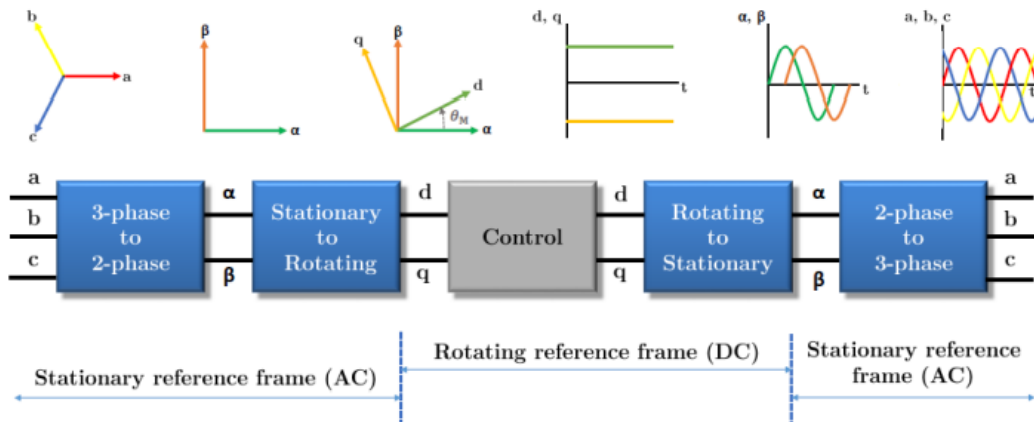 b
a
c
β
α
q
β
d
θM
α
d, q
t
α, β
t
a, b, c
t
a
b
c
3-phase
to
2-phase
α
β
Stationary
to
Rotating
d
q
Control
d
q
Rotating
to
Stationary
α
β
2-phase
to
3-phase
a
b
c
Stationary reference frame (AC)
Rotating reference frame (DC)
Stationary reference
frame (AC)